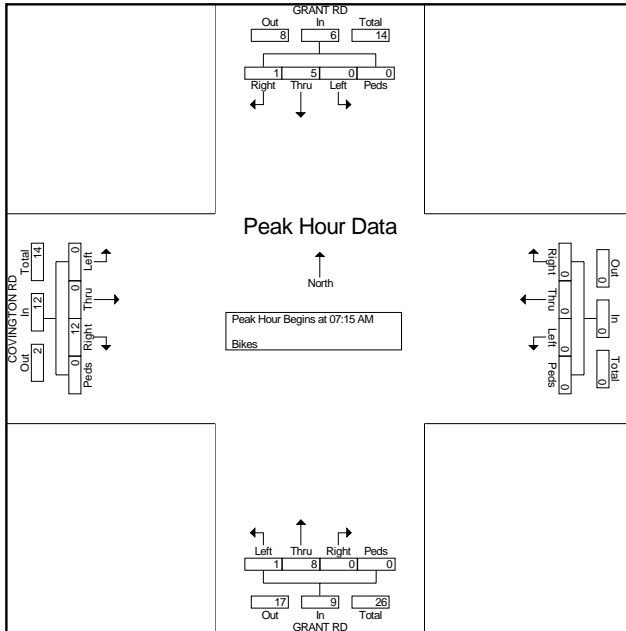 GRANT RD
Out In Total
8 6 14
1 5 0 0
Right Thru Left Peds
Peak Hour Data
North
Peak Hour Begins at 07:15 AM
Bikes
COVINGTON RD
Out In Total
2 12 14
0 12 0 0
Peds Right Thru Left
Out In Total
0 0 0
Right Thru Left Peds
0 0 0 0
Left Thru Right Peds
1 8 0 0
17 9 26
Out In Total
GRANT RD